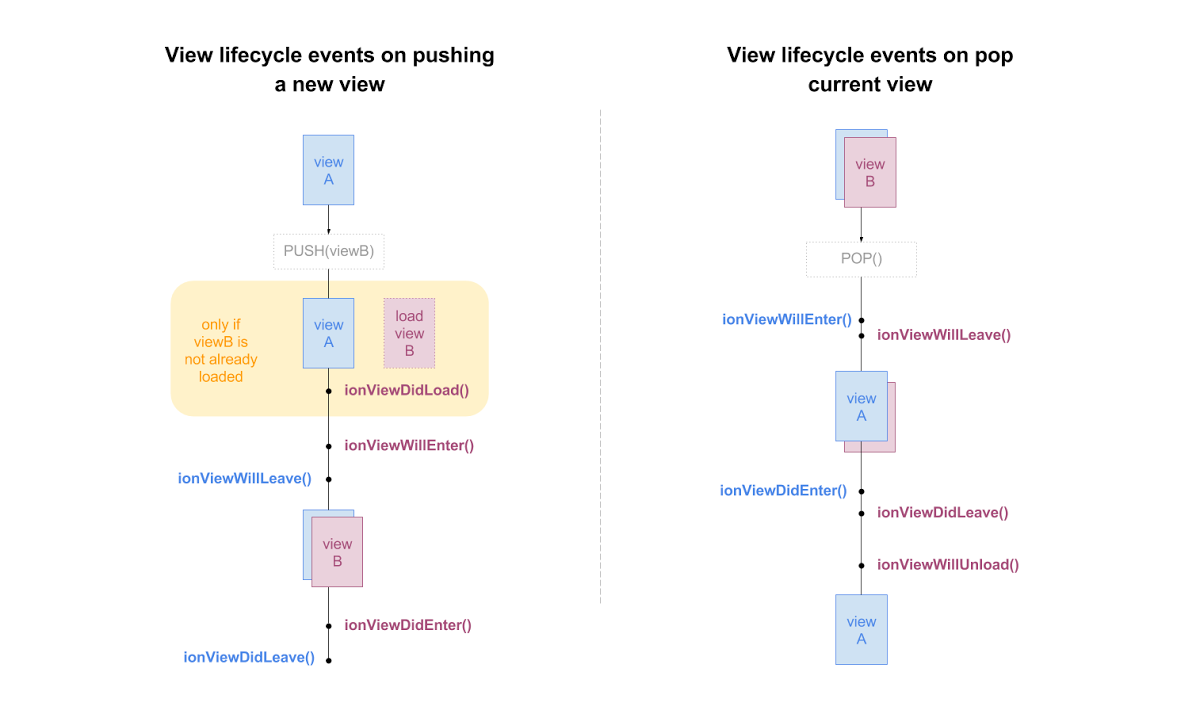 View lifecycle events on pushing
a new view
view
A
PUSH(viewB)
only if
viewB is
not already
loaded
view
A
load
view
B
ionViewDidLoad()
ionViewWillEnter()
ionViewWillLeave()
view
B
ionViewDidEnter()
ionViewDidLeave()
View lifecycle events on pop
current view
view
B
POP()
ionViewWillEnter()
ionViewWillLeave()
view
A
ionViewDidEnter()
ionViewDidLeave()
ionViewWillUnload()
view
A